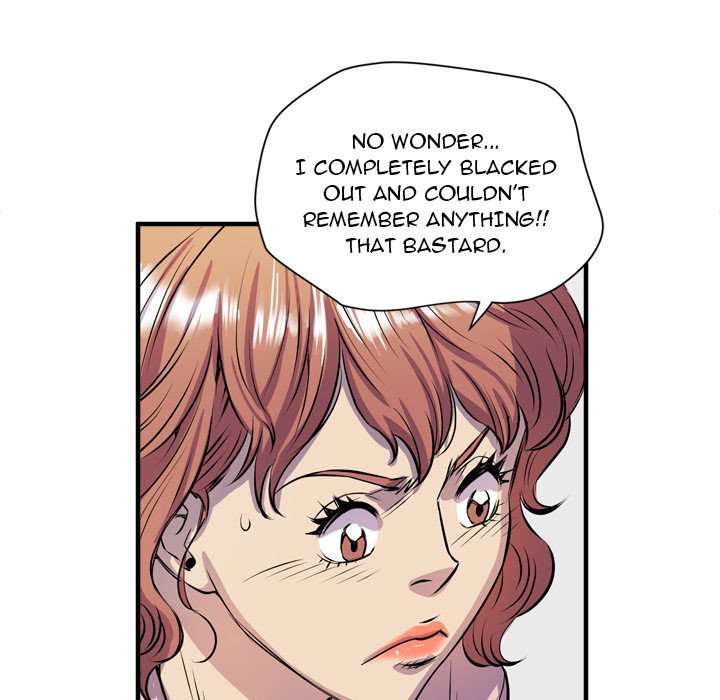 NO WONDER...
I COMPLETELY BLACKED
OUT AND COULDN'T
REMEMBER ANYTHING!!
THAT BASTARD.